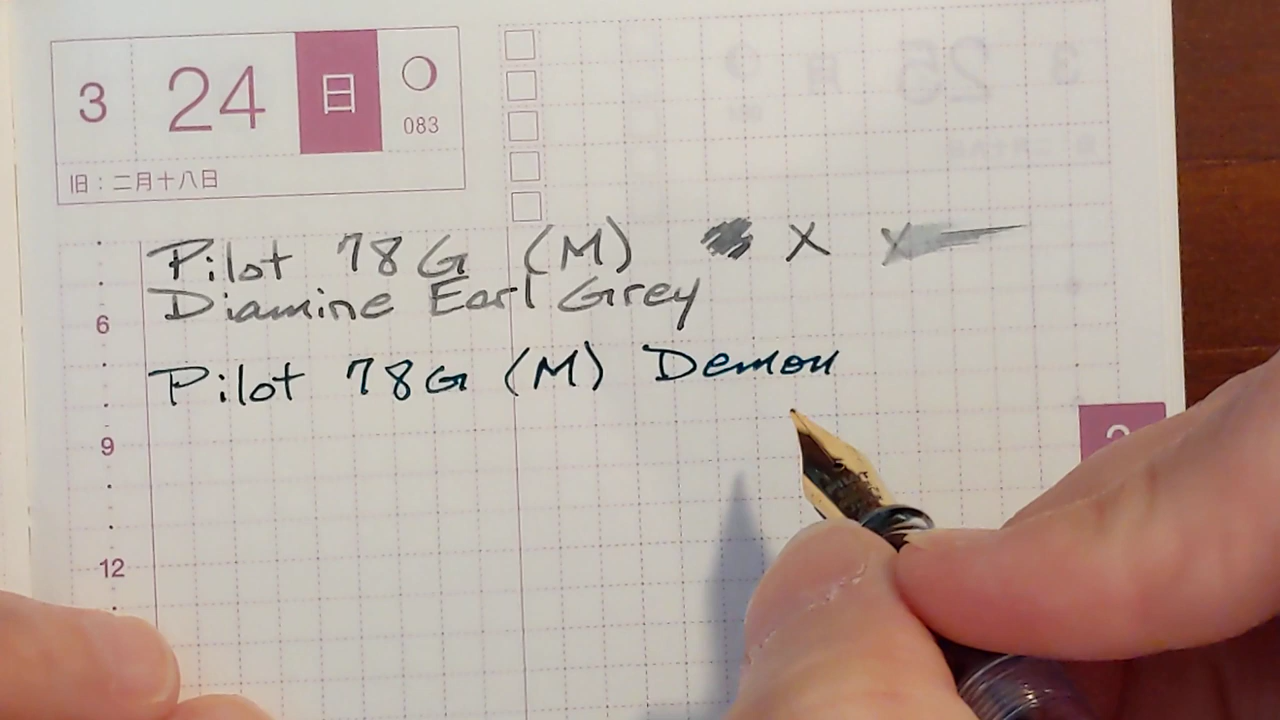 3 24 日
083
旧：二月十八日
Pilot 78G (M) X X
Diamine Earl Grey
6
Pilot 78G (M) Demon
9
12